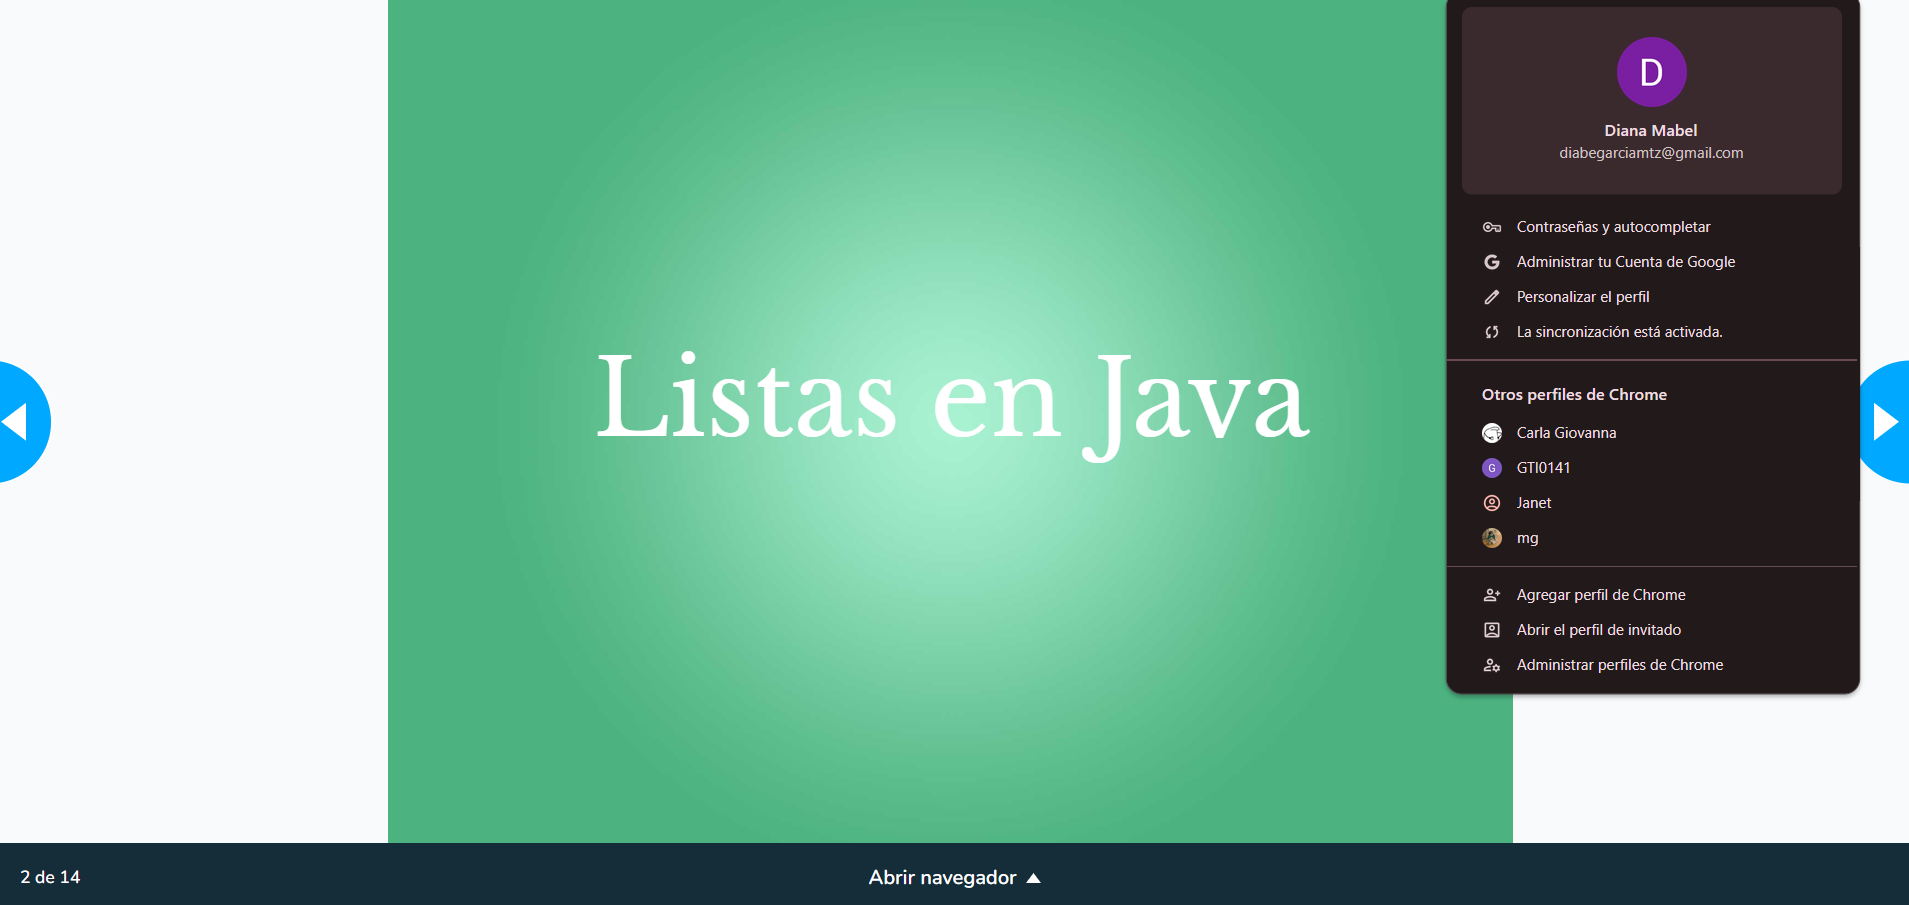 Listas en Java
D
Diana Mabel
diabegarciamtz@gmail.com
Contraseñas y autocompletar
Administrar tu Cuenta de Google
Personalizar el perfil
La sincronización está activada.
Otros perfiles de Chrome
Carla Giovanna
G GTI0141
Janet
mg
Agregar perfil de Chrome
Abrir el perfil de invitado
Administrar perfiles de Chrome
2 de 14
Abrir navegador